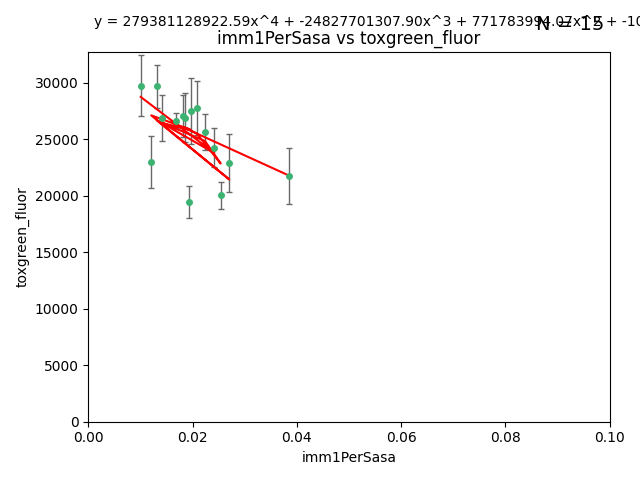 y = 279381128922.59x^4 + -24827701307.90x^3 +
N = 15
imm1PerSasa vs toxgreen_fluor
30000
25000
20000
15000
10000
5000
0
toxgreen_fluor
0.00 0.02 0.04 0.06 0.08 0.10
imm1PerSasa